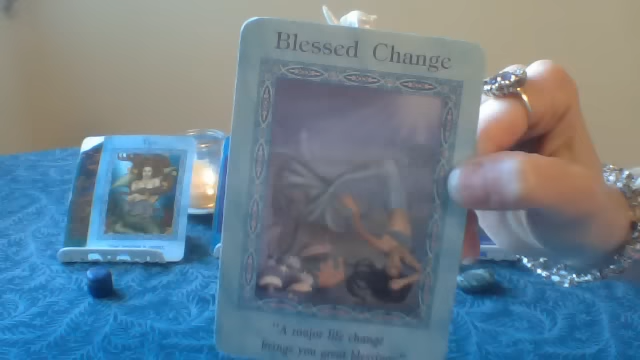 Blessed Change
"A major life change
brings you great blessings."